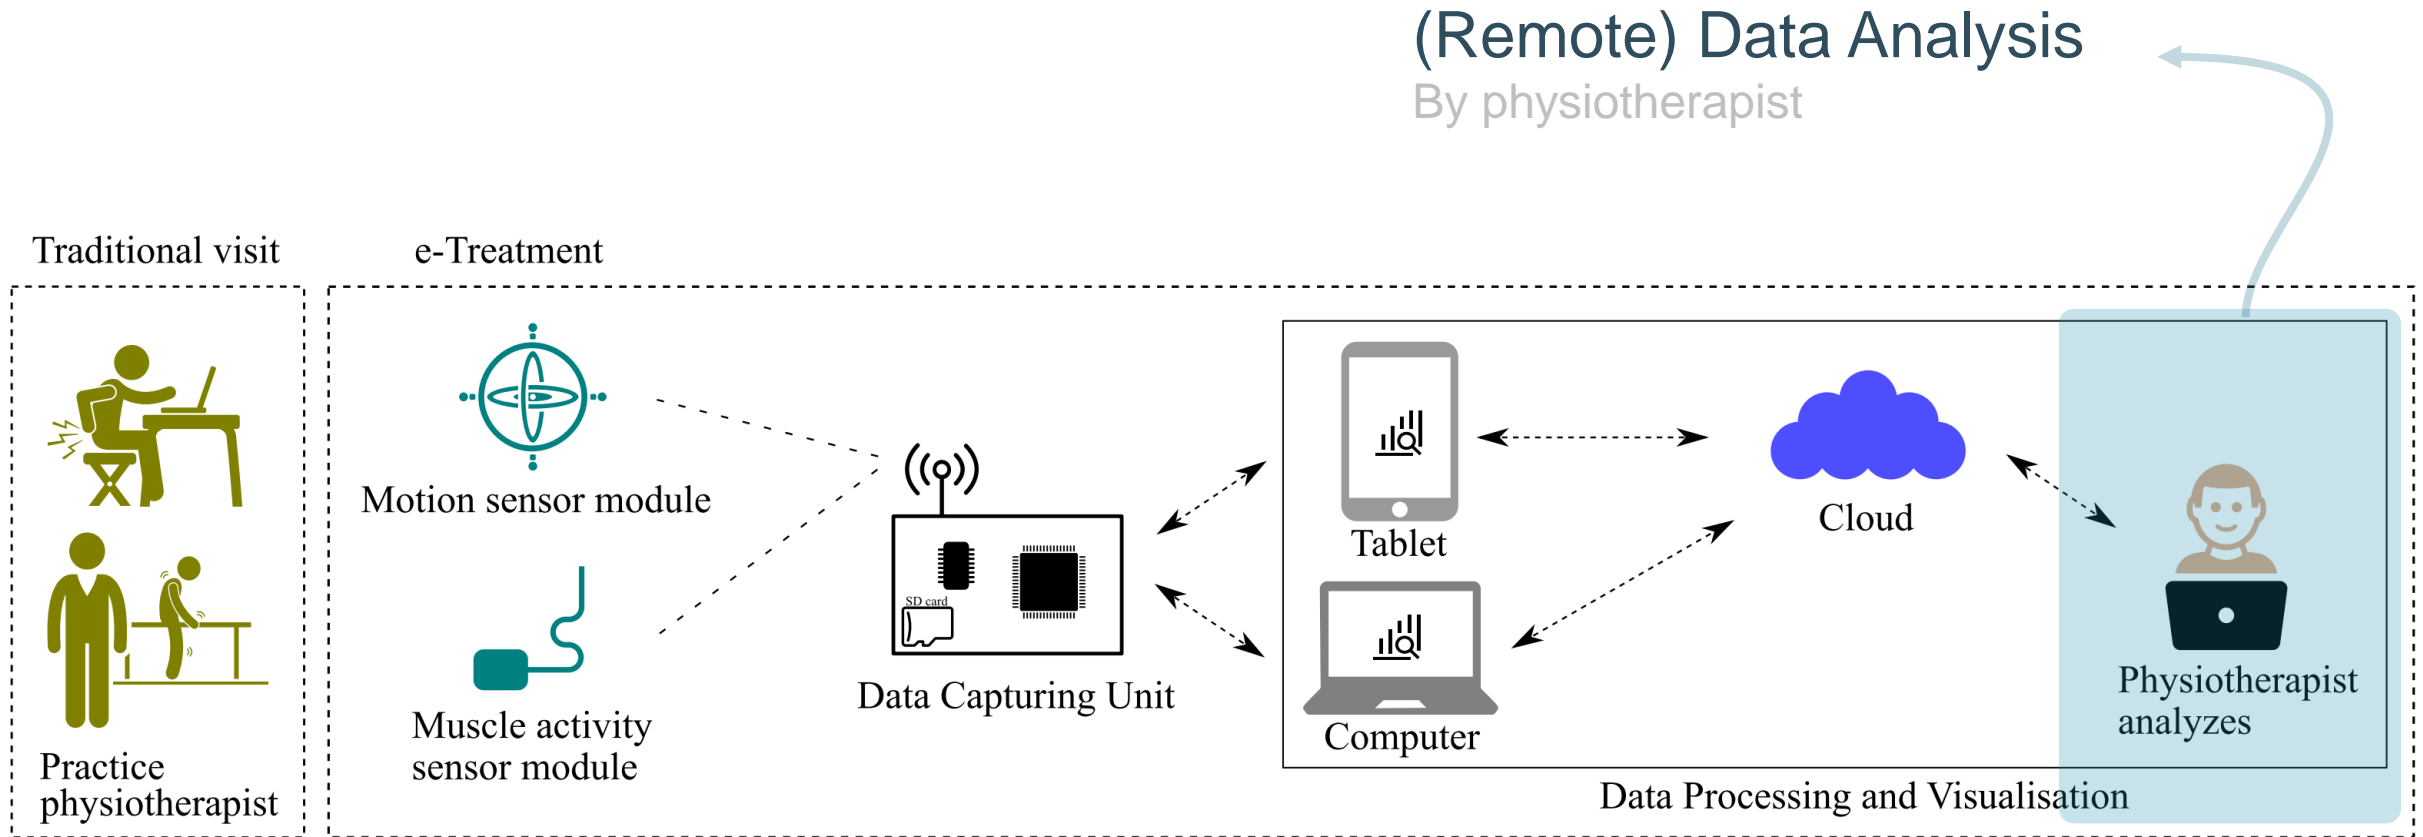 (Remote) Data Analysis
By physiotherapist
Traditional visit
e-Treatment
Motion sensor module
Muscle activity
sensor module
Practice
physiotherapist
SD card
Data Capturing Unit
Tablet
Computer
Cloud
Physiotherapist
analyzes
Data Processing and Visualisation